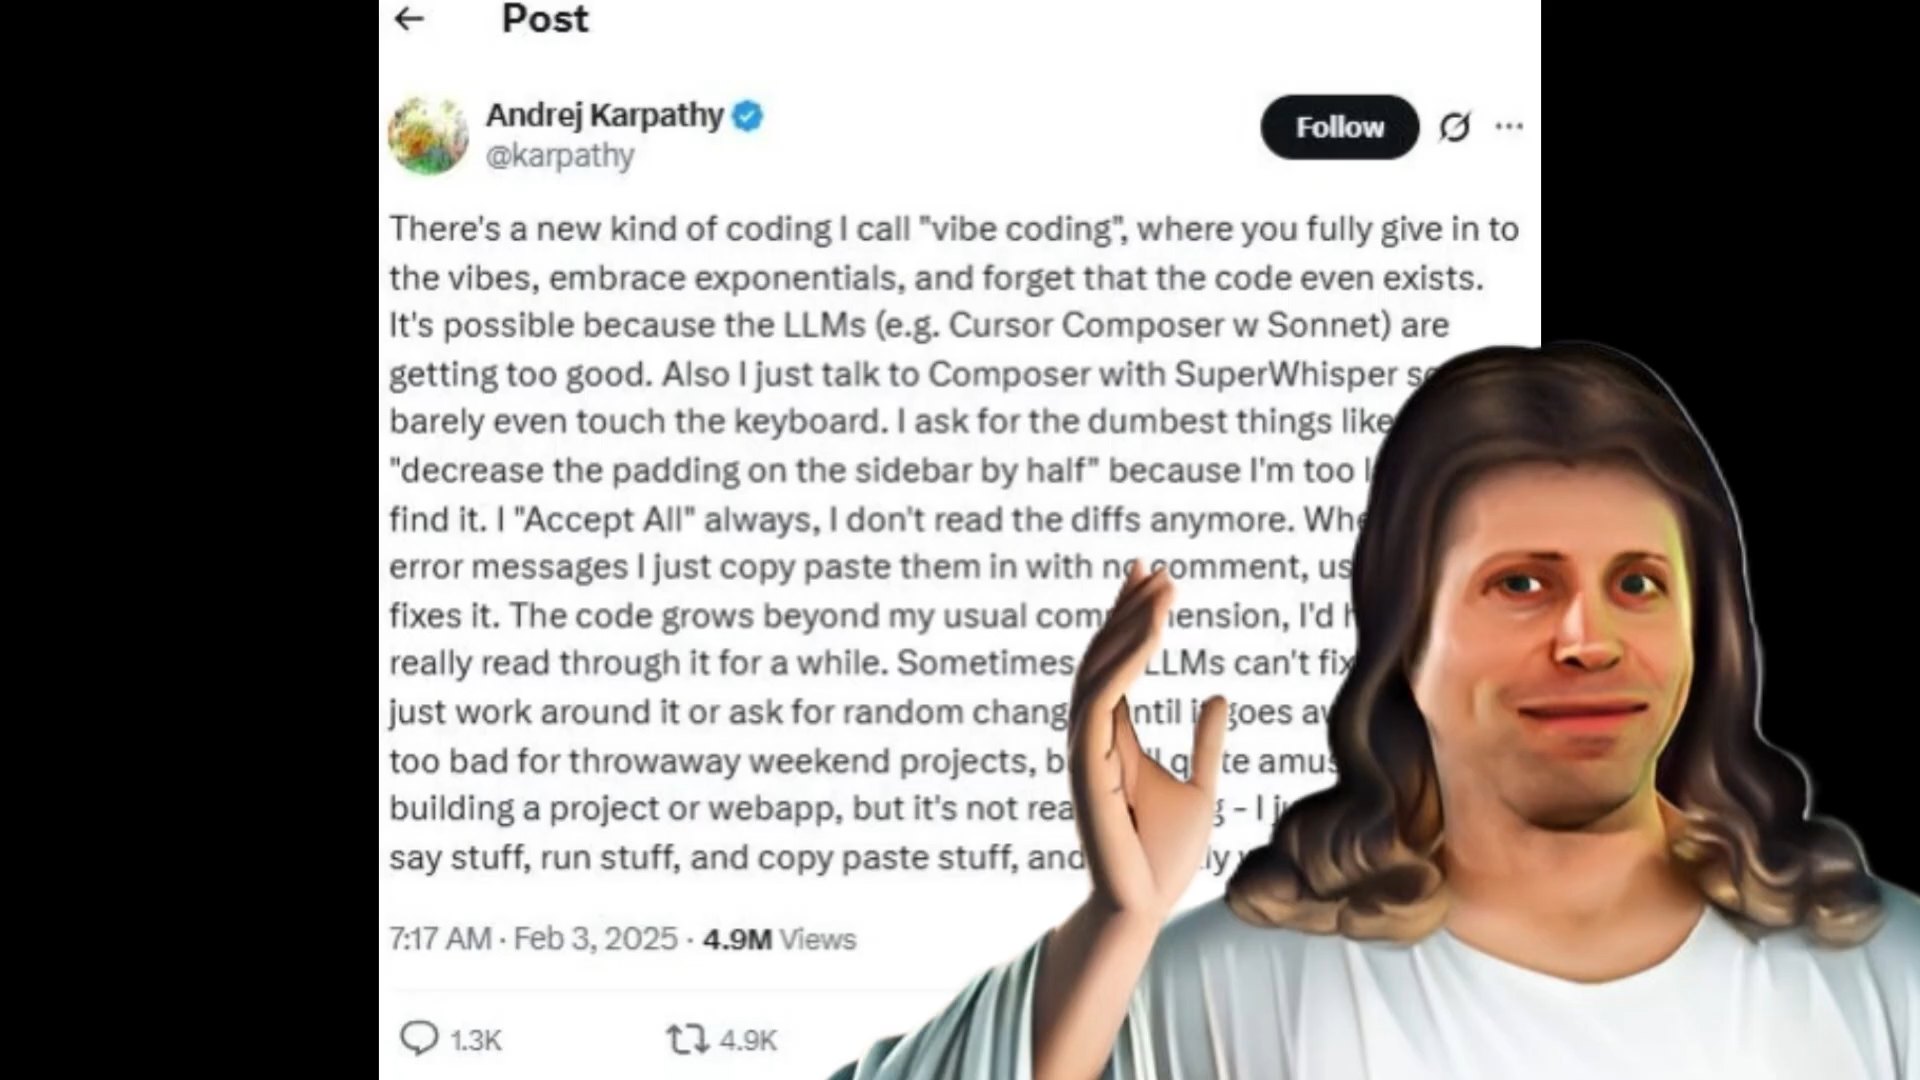 Post
Andrej Karpathy
@karpathy
Follow
There's a new kind of coding I call "vibe coding", where you fully give in to
the vibes, embrace exponentials, and forget that the code even exists.
It's possible because the LLMs (e.g. Cursor Composer w Sonnet) are
getting too good. Also I just talk to Composer with SuperWhisper
barely even touch the keyboard. I ask for the dumbest things like
"decrease the padding on the sidebar by half" because I'm too
find it. I "Accept All" always, I don't read the diffs anymore.
error messages I just copy paste them in with no comment,
fixes it. The code grows beyond my usual I'd
really read through it for a while. Sometimes LLMs can't fix
just work around it or ask for random
too bad for throwaway weekend projects,
building a project or webapp, but it's not - I
say stuff, run stuff, and copy paste stuff, and
7:17 AM · Feb 3, 2025 · 4.9M Views
1.3K
4.9K